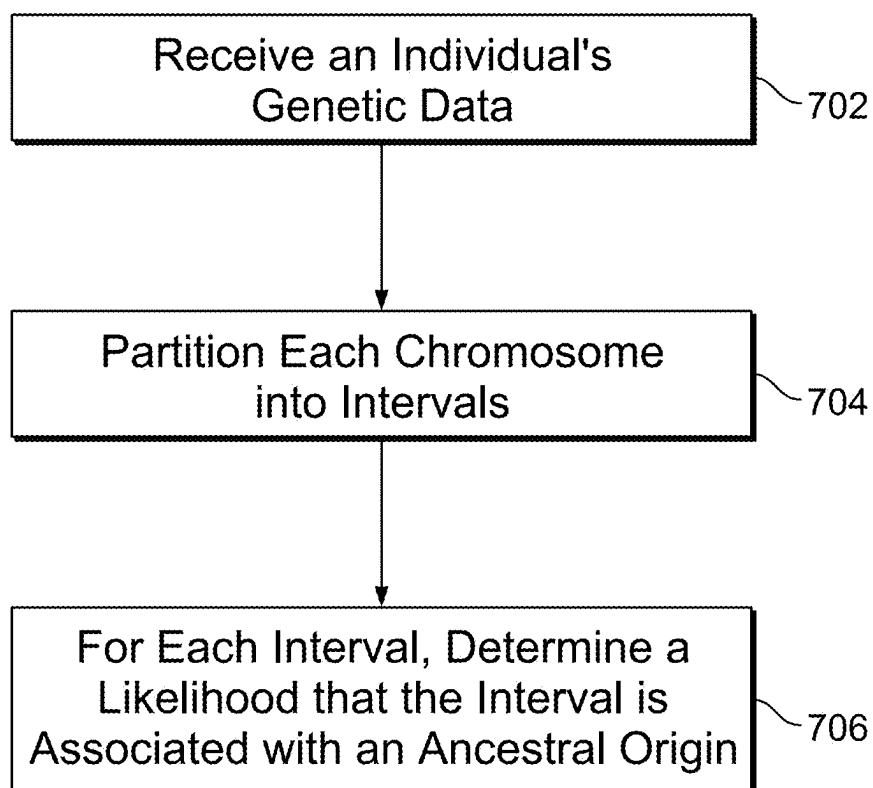 Receive an Individual's
Genetic Data
702
Partition Each Chromosome
into Intervals
704
For Each Interval, Determine a
Likelihood that the Interval is
Associated with an Ancestral Origin
706